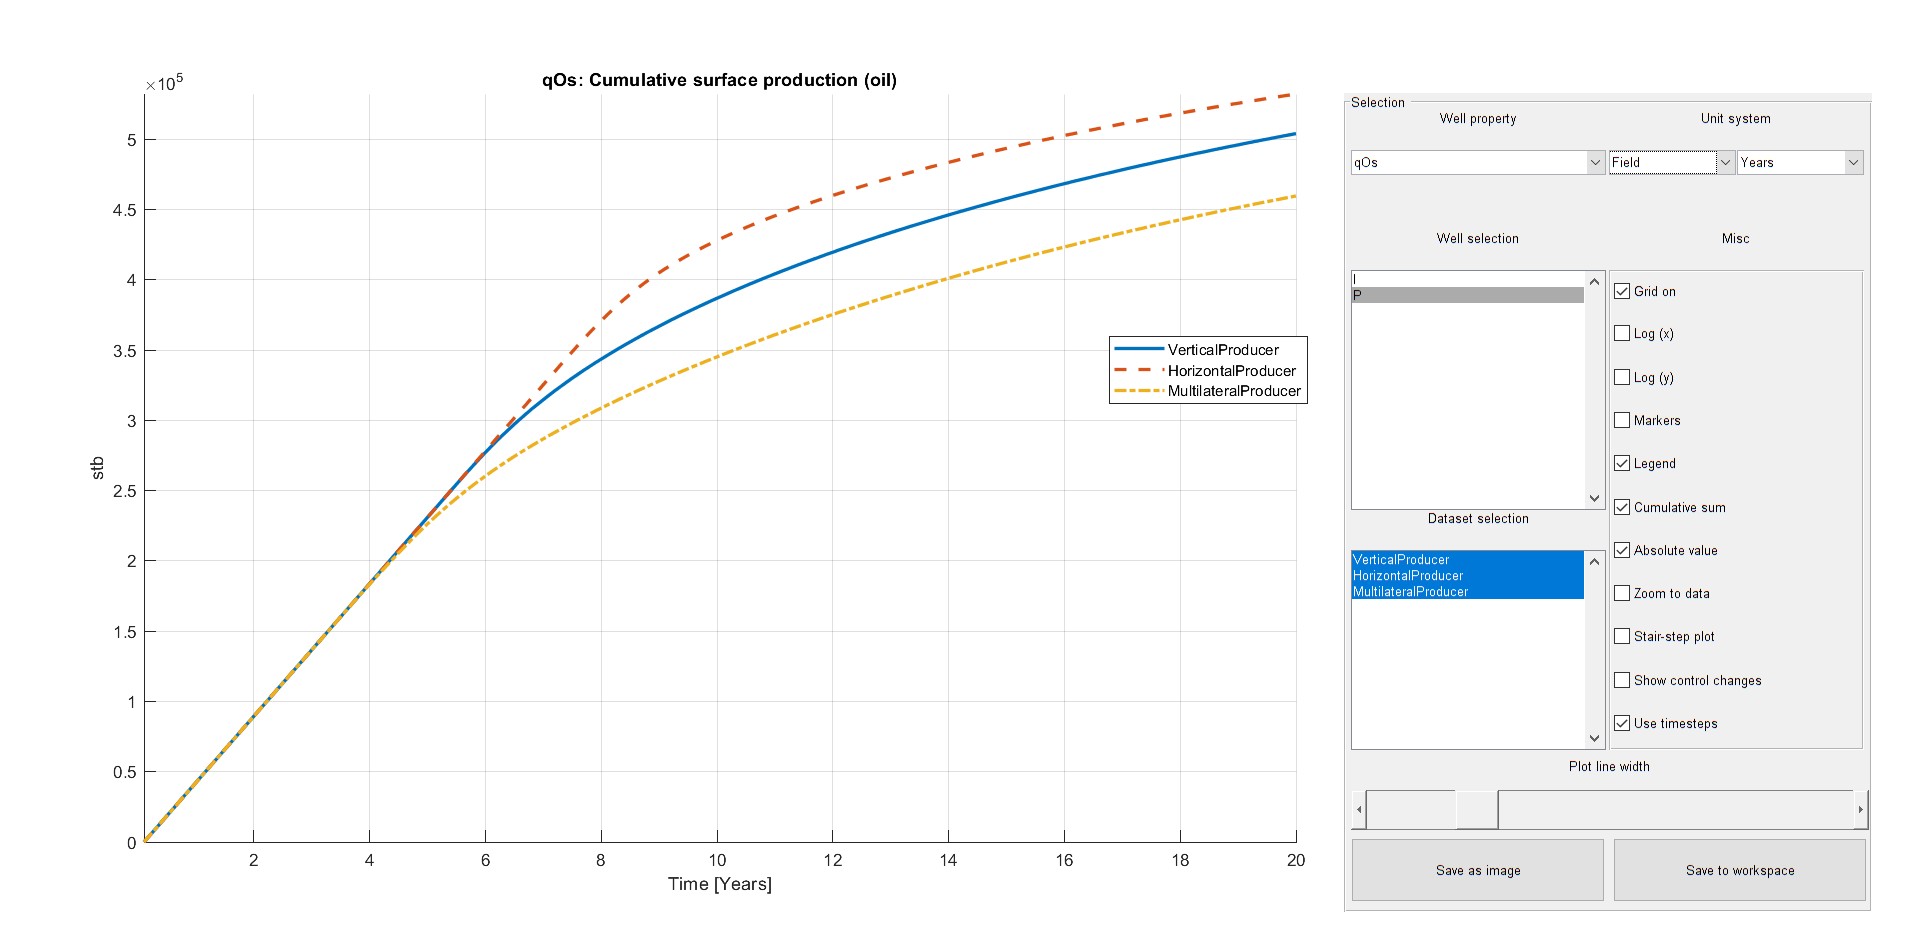 qOs: Cumulative surface production (oil)
×10^5
5
4.5
4
3.5
3
2.5
2
1.5
1
0.5
0
stb
2 4 6 8 10 12 14 16 18 20
Time [Years]
VerticalProducer
HorizontalProducer
MultilateralProducer
Selection
Well property Unit system
qOs Field Years
Well selection Misc
I
P
Grid on
Log (x)
Log (y)
Markers
Legend
Cumulative sum
Absolute value
Zoom to data
Stair-step plot
Show control changes
Use timesteps
Dataset selection
VerticalProducer
HorizontalProducer
MultilateralProducer
Plot line width
Save as image Save to workspace